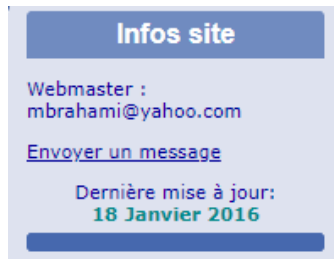 Infos site
Webmaster :
mbrahami@yahoo.com
Envoyer un message
Dernière mise à jour:
18 Janvier 2016